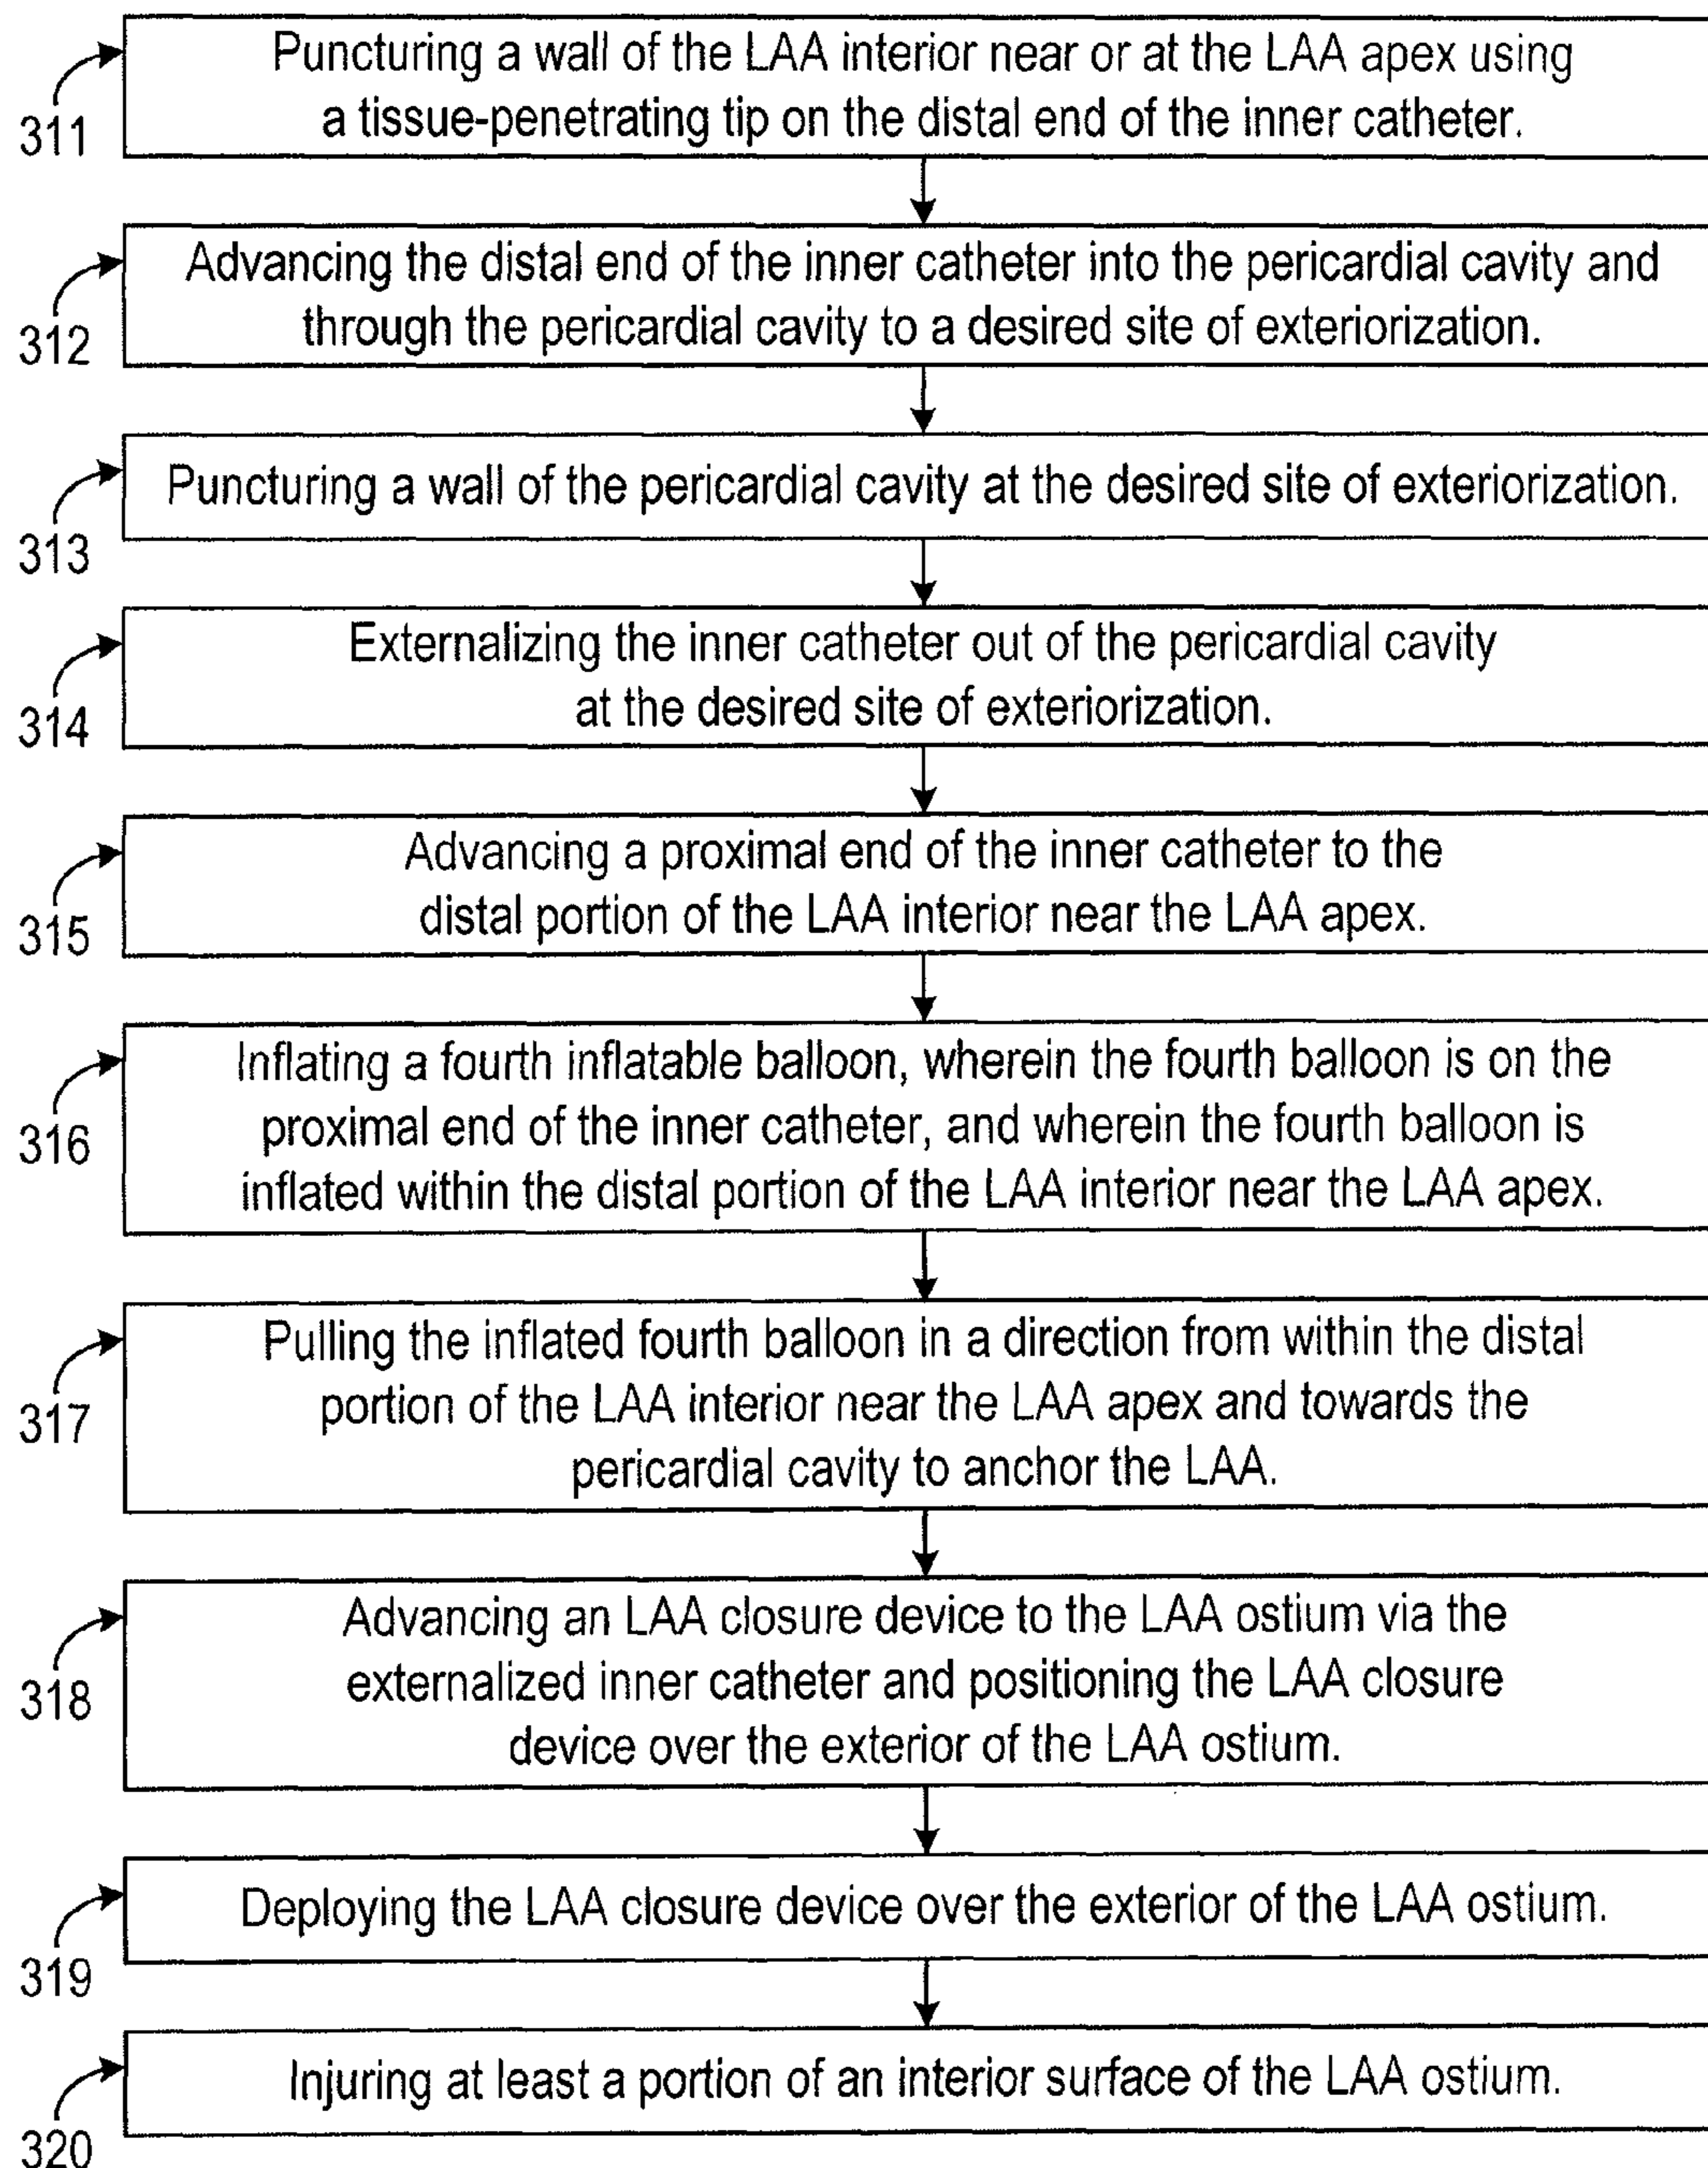 Puncturing a wall of the LAA interior near or at the LAA apex using
a tissue-penetrating tip on the distal end of the inner catheter.
311
Advancing the distal end of the inner catheter into the pericardial cavity and
through the pericardial cavity to a desired site of exteriorization.
312
Puncturing a wall of the pericardial cavity at the desired site of exteriorization.
313
Externalizing the inner catheter out of the pericardial cavity
at the desired site of exteriorization.
314
Advancing a proximal end of the inner catheter to the
distal portion of the LAA interior near the LAA apex.
315
Inflating a fourth inflatable balloon, wherein the fourth balloon is on the
proximal end of the inner catheter, and wherein the fourth balloon is
inflated within the distal portion of the LAA interior near the LAA apex.
316
Pulling the inflated fourth balloon in a direction from within the distal
portion of the LAA interior near the LAA apex and towards the
pericardial cavity to anchor the LAA.
317
Advancing an LAA closure device to the LAA ostium via the
externalized inner catheter and positioning the LAA closure
device over the exterior of the LAA ostium.
318
Deploying the LAA closure device over the exterior of the LAA ostium.
319
Injuring at least a portion of an interior surface of the LAA ostium.
320